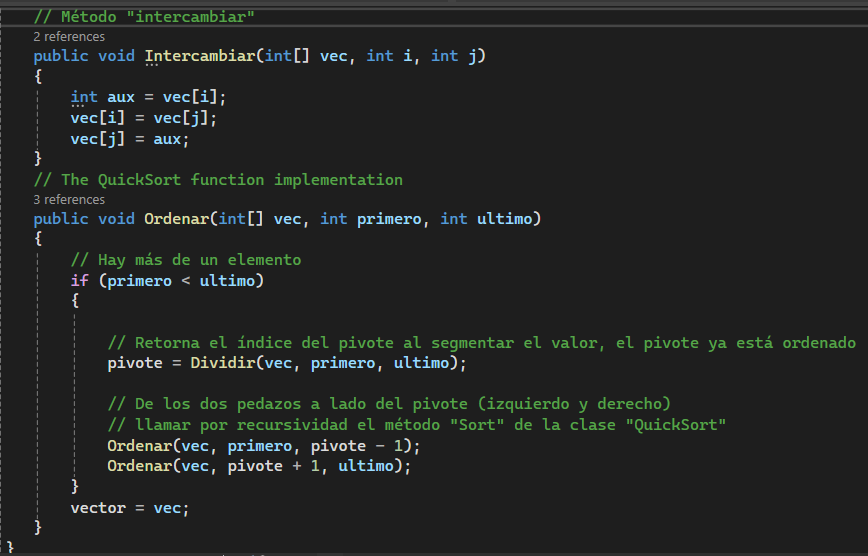 // Método "intercambiar"
2 references
public void Intercambiar(int[] vec, int i, int j)
{
int aux = vec[i];
vec[i] = vec[j];
vec[j] = aux;
}
// The QuickSort function implementation
3 references
public void Ordenar(int[] vec, int primero, int ultimo)
{
// Hay más de un elemento
if (primero < ultimo)
{
// Retorna el índice del pivote al segmentar el valor, el pivote ya está ordenado
pivote = Dividir(vec, primero, ultimo);
// De los dos pedazos a lado del pivote (izquierdo y derecho)
// llamar por recursividad el método "Sort" de la clase "QuickSort"
Ordenar(vec, primero, pivote - 1);
Ordenar(vec, pivote + 1, ultimo);
}
vector = vec;
}
}